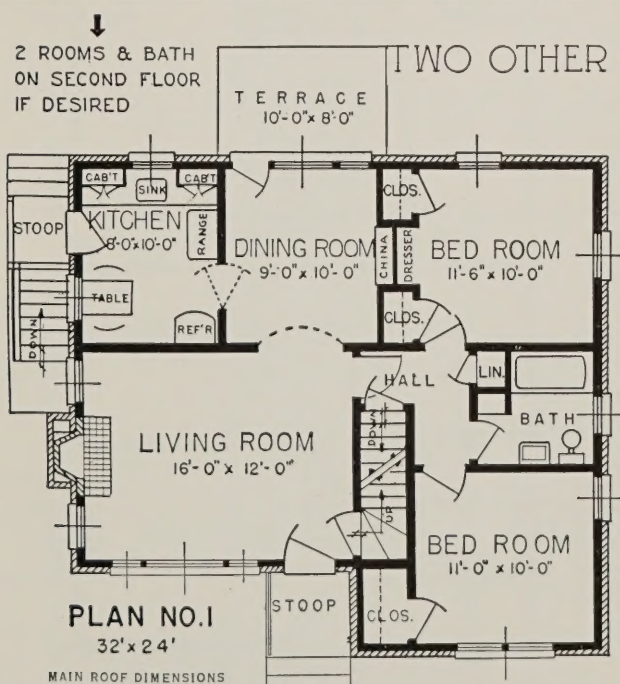 2 ROOMS & BATH
ON SECOND FLOOR
IF DESIRED
TWO OTHER
TERRACE
10'-0" x 8'-0"
CAB'T
SINK
CAB'T
KITCHEN
8'-0" x 10'-0"
RANGE
STOOP
TABLE
REF'R
DOWN
DINING ROOM
9'-0" x 10'-0"
CHINA
CLOS.
DRESSER
CLOS.
BED ROOM
11'-6" x 10'-0"
HALL
LIN.
BATH
DOWN
UP
LIVING ROOM
16'-0" x 12'-0"
BED ROOM
11'-0" x 10'-0"
CLOS.
STOOP
PLAN NO.1
32' x 24'
MAIN ROOF DIMENSIONS